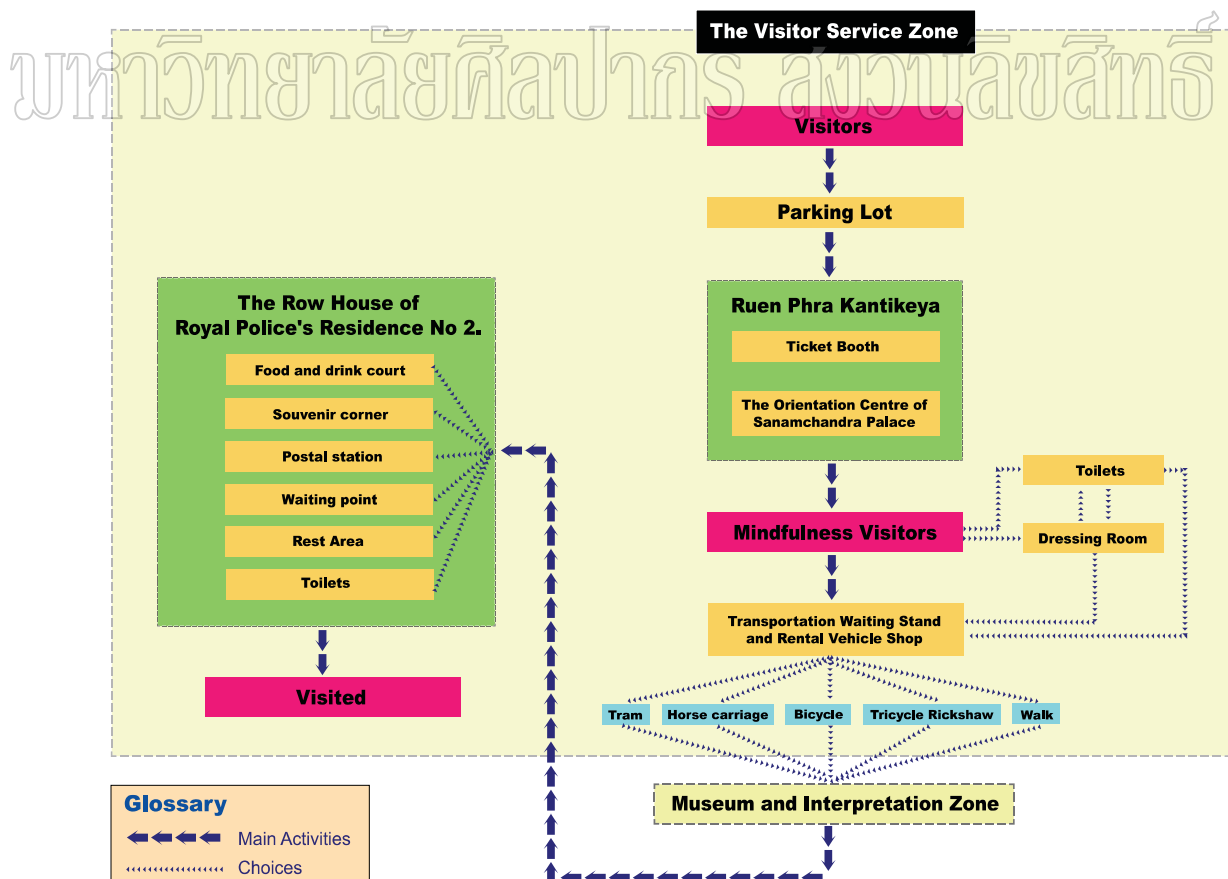 The Visitor Service Zone
มหาวิทยาลัยศิลปากร สงวนลิขสิทธิ์
Visitors
Parking Lot
Ruen Phra Kantikeya
Ticket Booth
The Orientation Centre of
Sanamchandra Palace
The Row House of
Royal Police's Residence No 2.
Food and drink court
Souvenir corner
Postal station
Waiting point
Rest Area
Toilets
Visited
Toilets
Mindfulness Visitors
Dressing Room
Transportation Waiting Stand
and Rental Vehicle Shop
Tram
Horse carriage
Bicycle
Tricycle Rickshaw
Walk
Museum and Interpretation Zone
Glossary
Main Activities
Choices